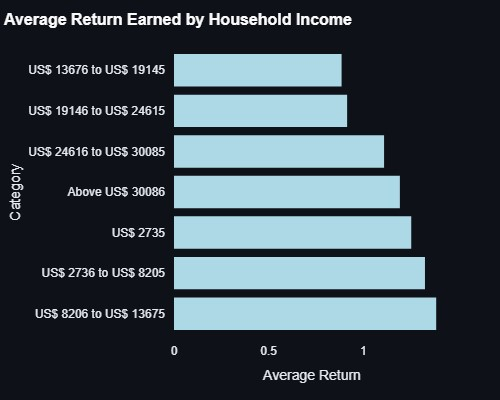 Average Return Earned by Household Income
US$ 13676 to US$ 19145
US$ 19146 to US$ 24615
US$ 24616 to US$ 30085
Above US$ 30086
US$ 2735
US$ 2736 to US$ 8205
US$ 8206 to US$ 13675
Category
0 0.5 1
Average Return